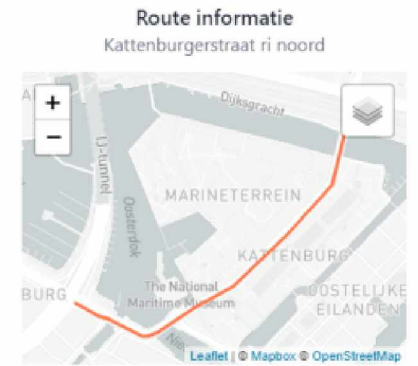 Route informatie
Kattenburgerstraat ri noord
+
−
Dijksgracht
IJ-tunnel
Oosterdok
MARINETERREIN
KATTENBURG
BURG
The National
Maritime Museum
OOSTELIJKE
EILANDEN
Leaflet | © Mapbox © OpenStreetMap